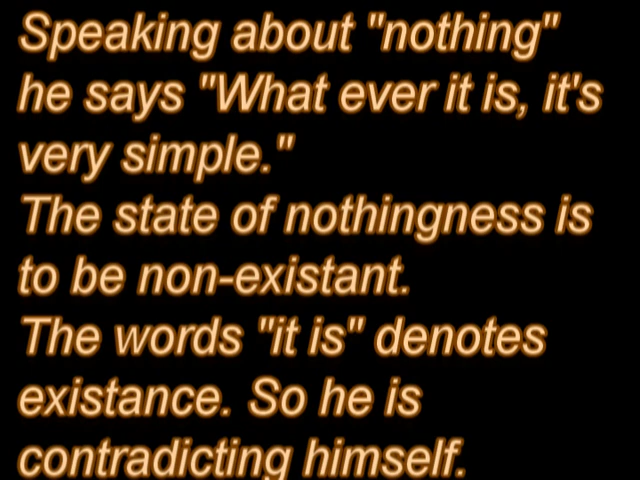 Speaking about "nothing"
he says "What ever it is, it's
very simple."
The state of nothingness is
to be non-existant.
The words "it is" denotes
existance. So he is
contradicting himself.